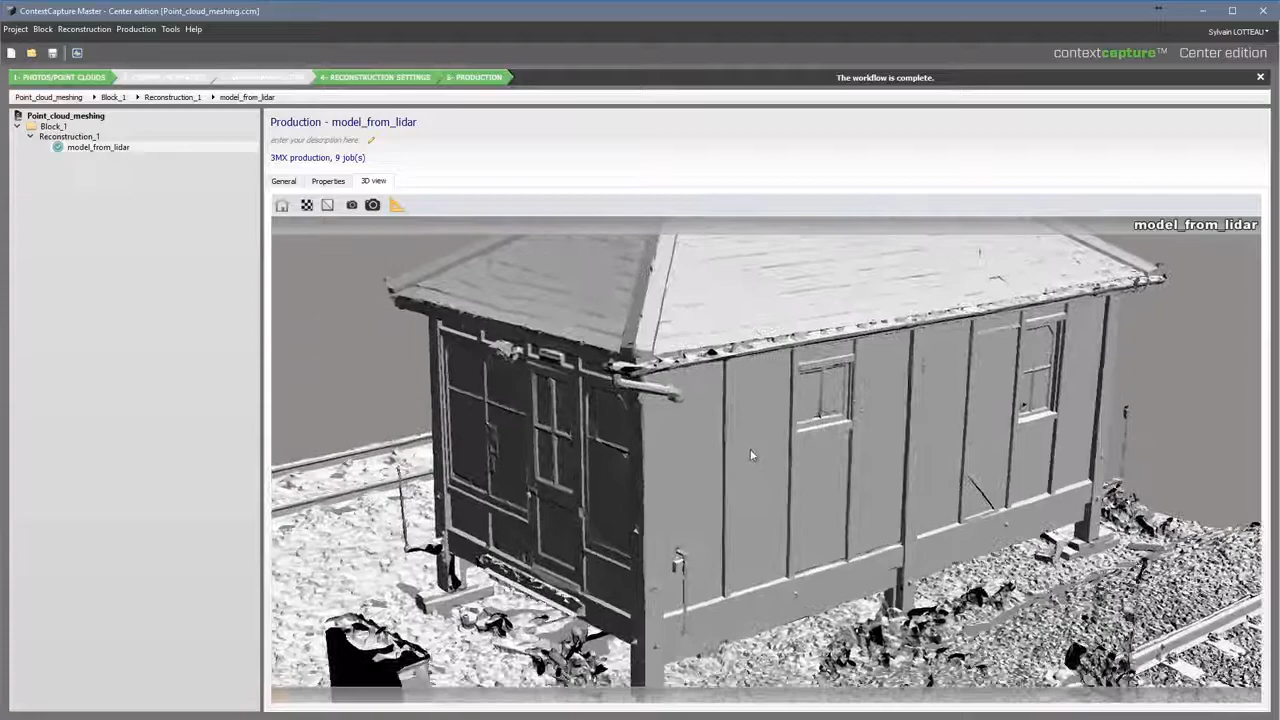 ContextCapture Master - Center edition [Point_cloud_meshing.ccm]
Project Block Reconstruction Production Tools Help
Sylvain LOTTEAU
contextcapture™ Center edition
1- PHOTOS/POINT CLOUDS
4- RECONSTRUCTION SETTINGS
5- PRODUCTION
The workflow is complete.
Point_cloud_meshing Block_1 Reconstruction_1 model_from_lidar
Point_cloud_meshing
Block_1
Reconstruction_1
model_from_lidar
Production - model_from_lidar
enter your description here.
3MX production, 9 job(s)
General Properties 3D view
model_from_lidar